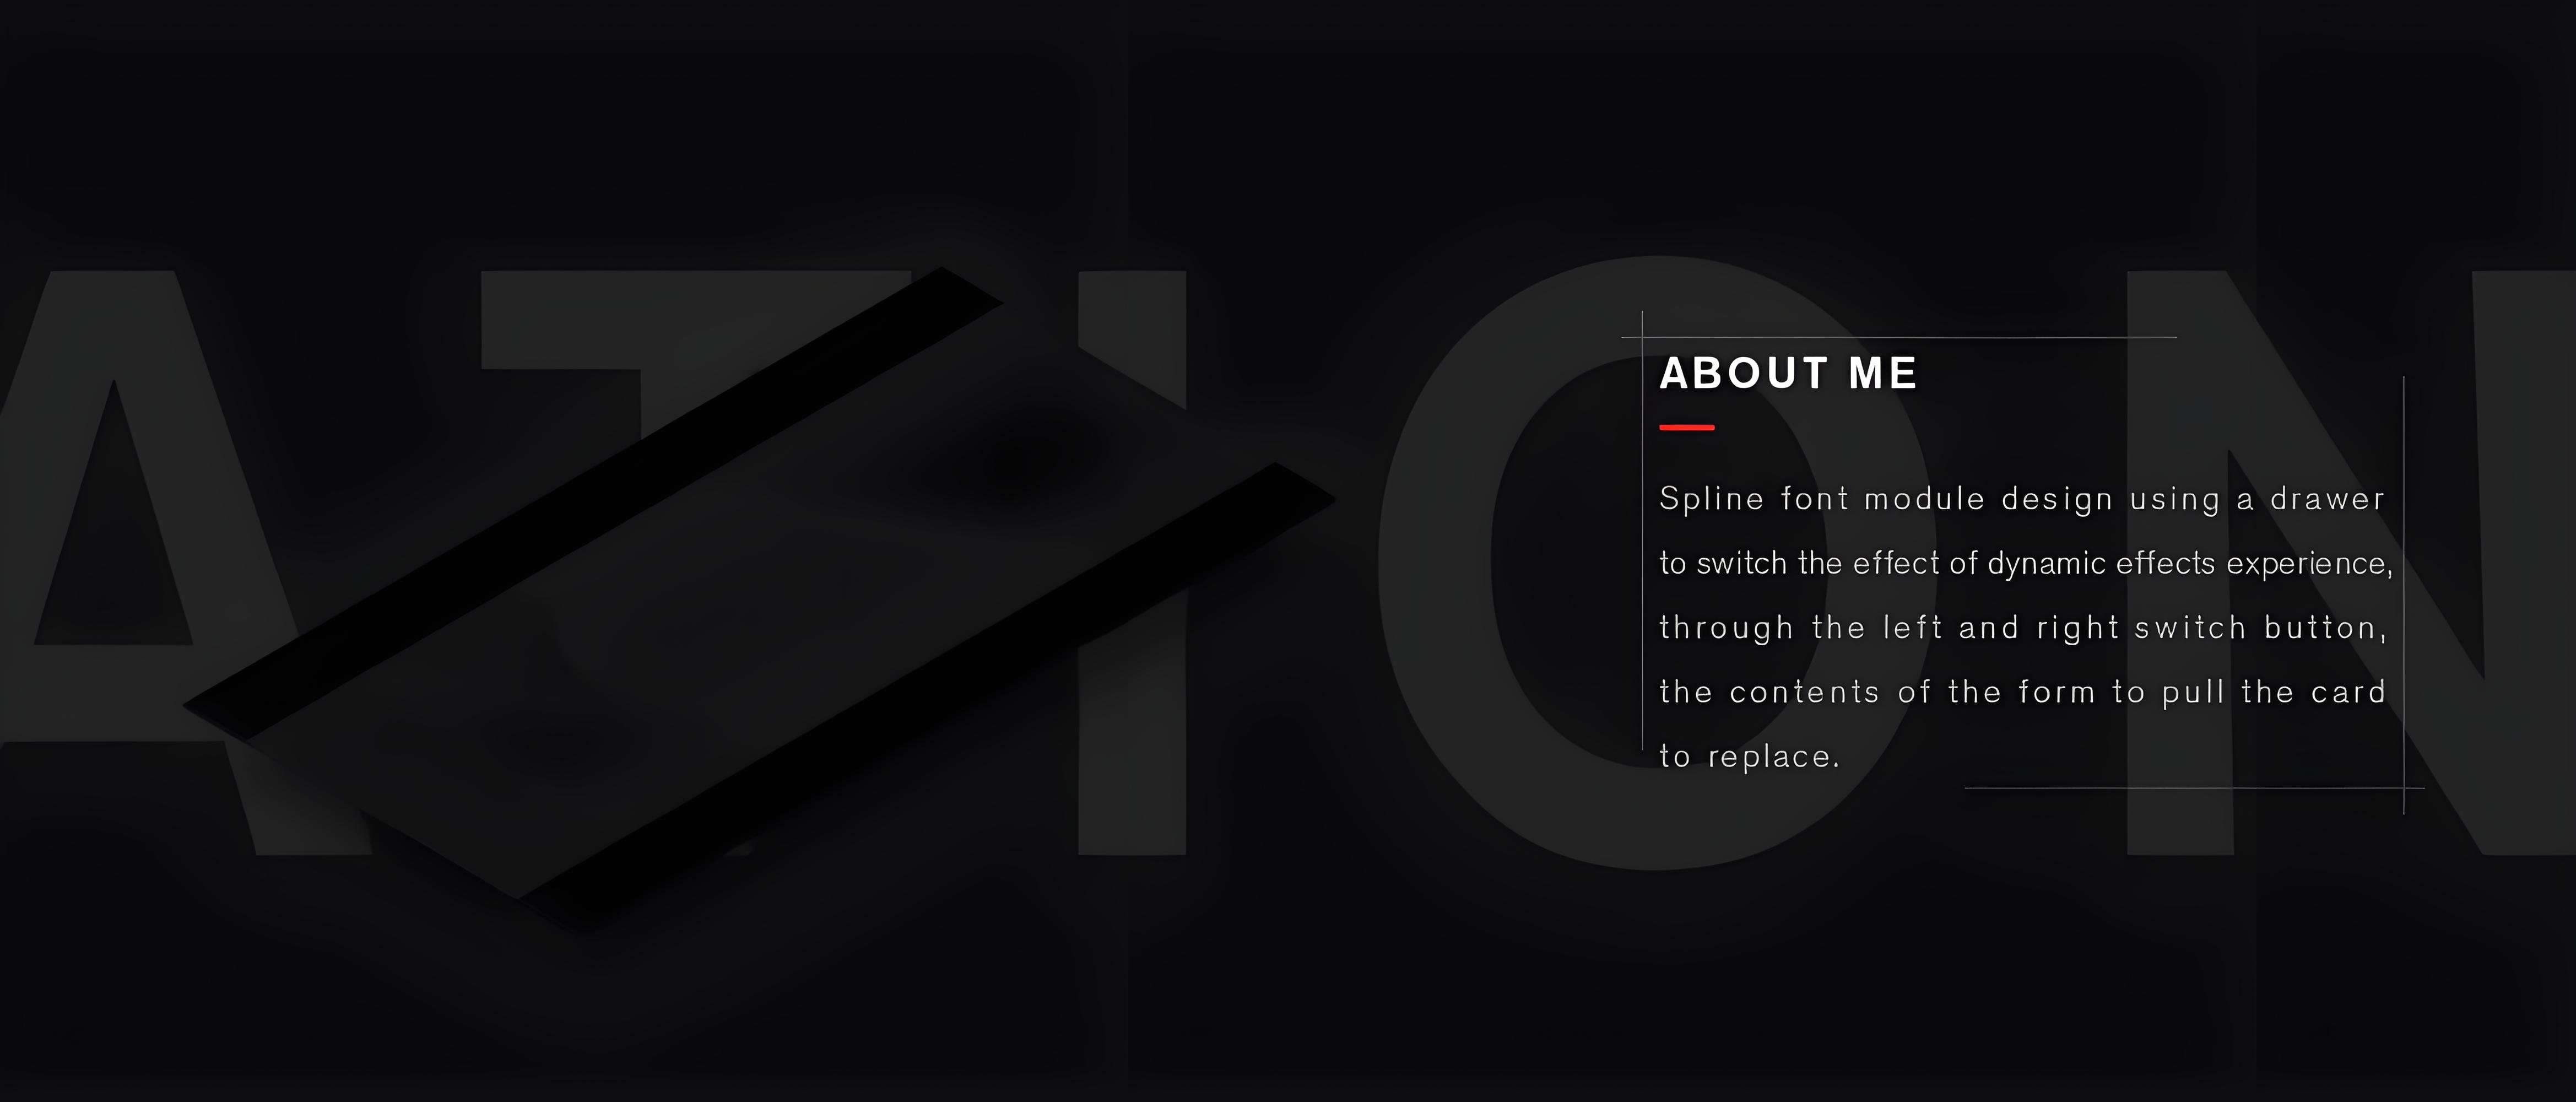 ATION
ABOUT ME
Spline font module design using a drawer
to switch the effect of dynamic effects experience,
through the left and right switch button,
the contents of the form to pull the card
to replace.